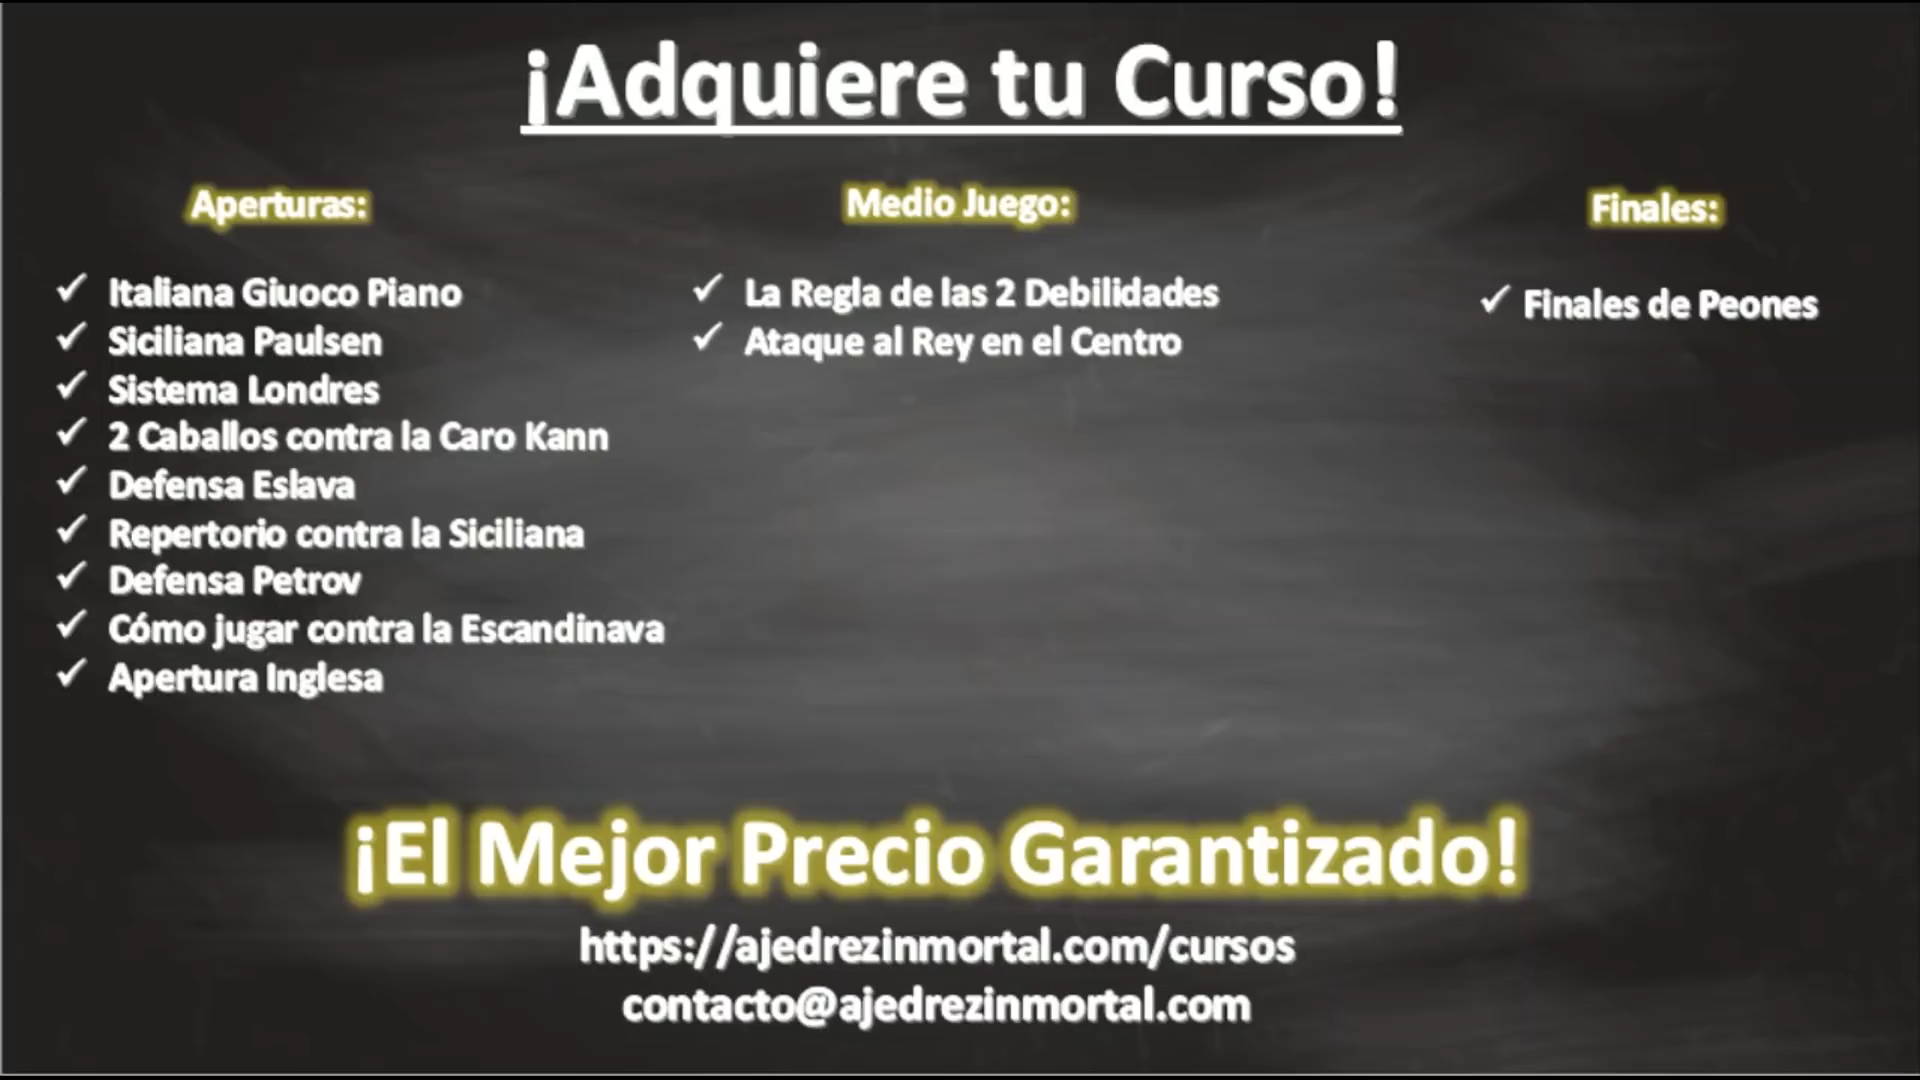 ¡Adquiere tu Curso!
Aperturas:
✓ Italiana Giuoco Piano
✓ Siciliana Paulsen
✓ Sistema Londres
✓ 2 Caballos contra la Caro Kann
✓ Defensa Eslava
✓ Repertorio contra la Siciliana
✓ Defensa Petrov
✓ Cómo jugar contra la Escandinava
✓ Apertura Inglesa
Medio Juego:
✓ La Regla de las 2 Debilidades
✓ Ataque al Rey en el Centro
Finales:
✓ Finales de Peones
¡El Mejor Precio Garantizado!
https://ajedrezinmortal.com/cursos
contacto@ajedrezinmortal.com